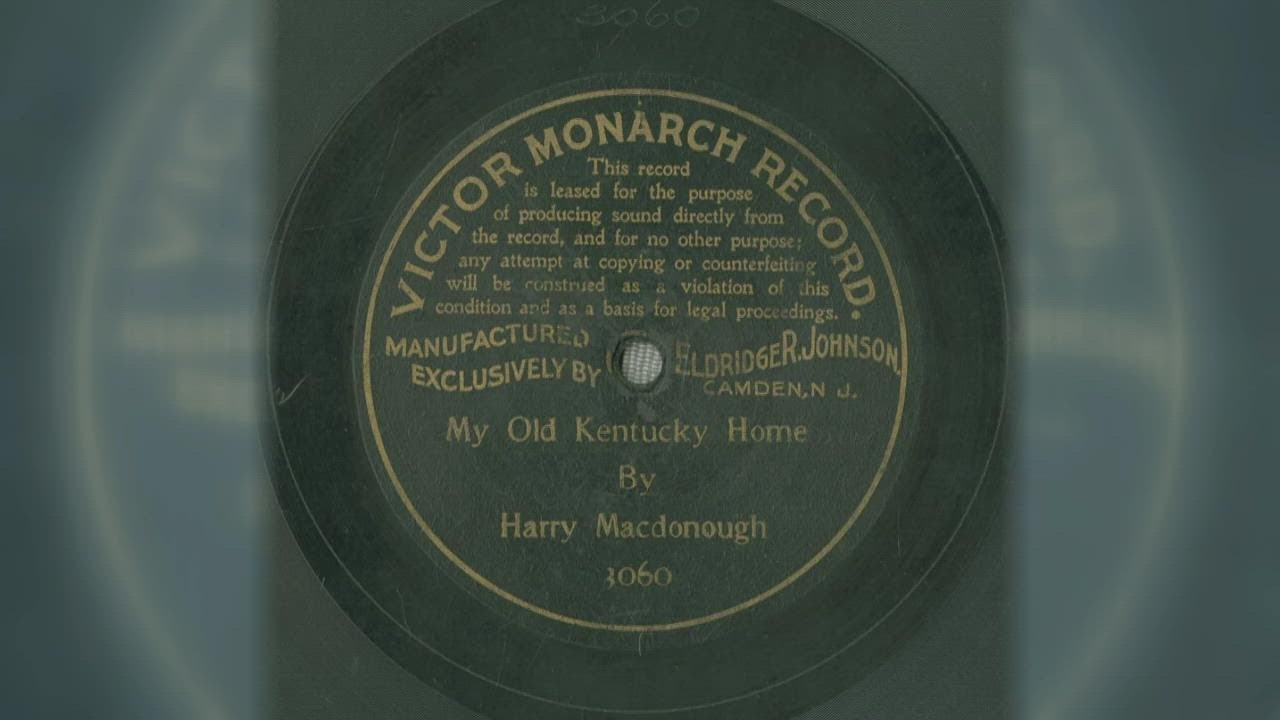 3060
VICTOR MONARCH RECORD.
This record
is leased for the purpose
of producing sound directly from
the record, and for no other purpose;
any attempt at copying or counterfeiting
will be construed as a violation of this
condition and as a basis for legal proceedings.
MANUFACTURED
EXCLUSIVELY BY
ELDRIDGE R. JOHNSON.
CAMDEN, N J.
My Old Kentucky Home
By
Harry Macdonough
3060